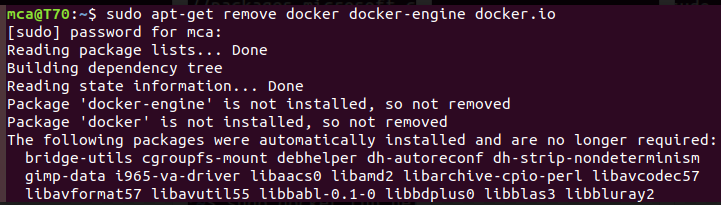 mca@T70:~$ sudo apt-get remove docker docker-engine docker.io
[sudo] password for mca:
Reading package lists... Done
Building dependency tree
Reading state information... Done
Package 'docker-engine' is not installed, so not removed
Package 'docker' is not installed, so not removed
The following packages were automatically installed and are no longer required:
  bridge-utils cgroupfs-mount debhelper dh-autoreconf dh-strip-nondeterminism
  gimp-data i965-va-driver libaacs0 libamd2 libarchive-cpio-perl libavcodec57
  libavformat57 libavutil55 libbabl-0.1-0 libbdplus0 libblas3 libbluray2